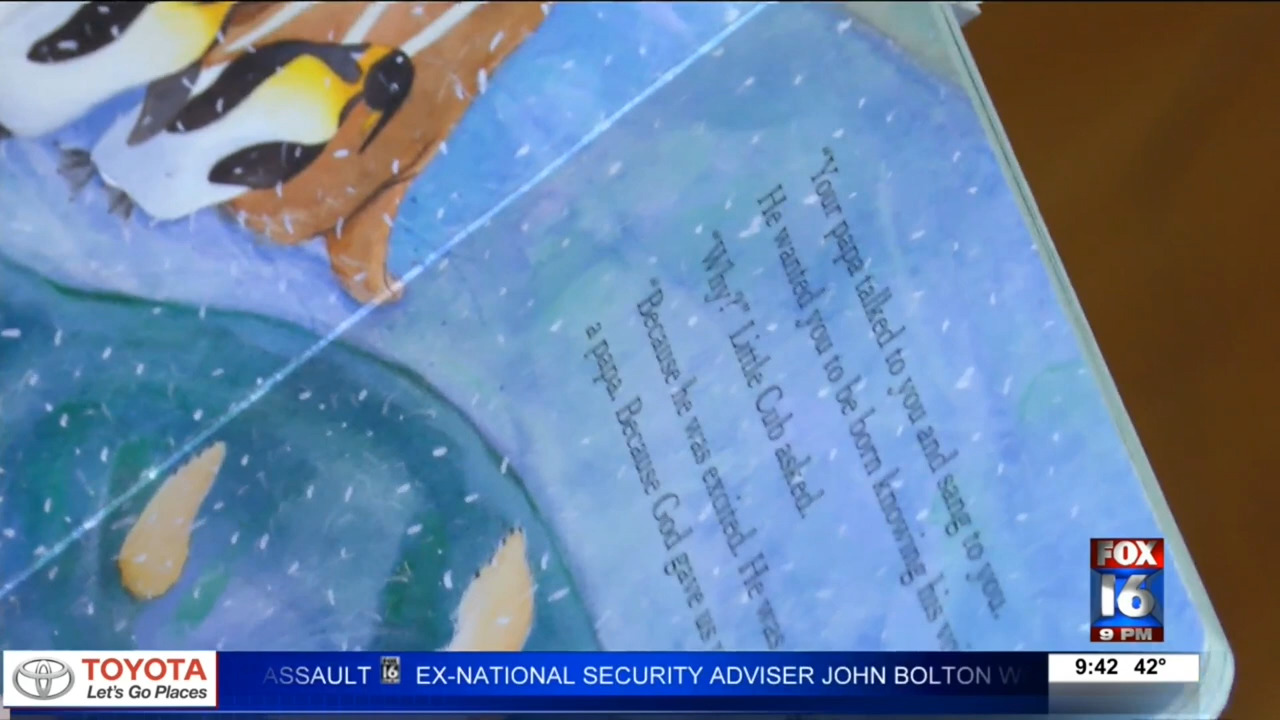 "Your papa talked to you and sang to you.
He wanted you to be born knowing his
"Why?" Little Cub asked.
"Because he was excited. He was
a papa. Because God gave us
FOX
16
9 PM
TOYOTA
Let's Go Places
ASSAULT 16 EX-NATIONAL SECURITY ADVISER JOHN BOLTON W
9:42 42°